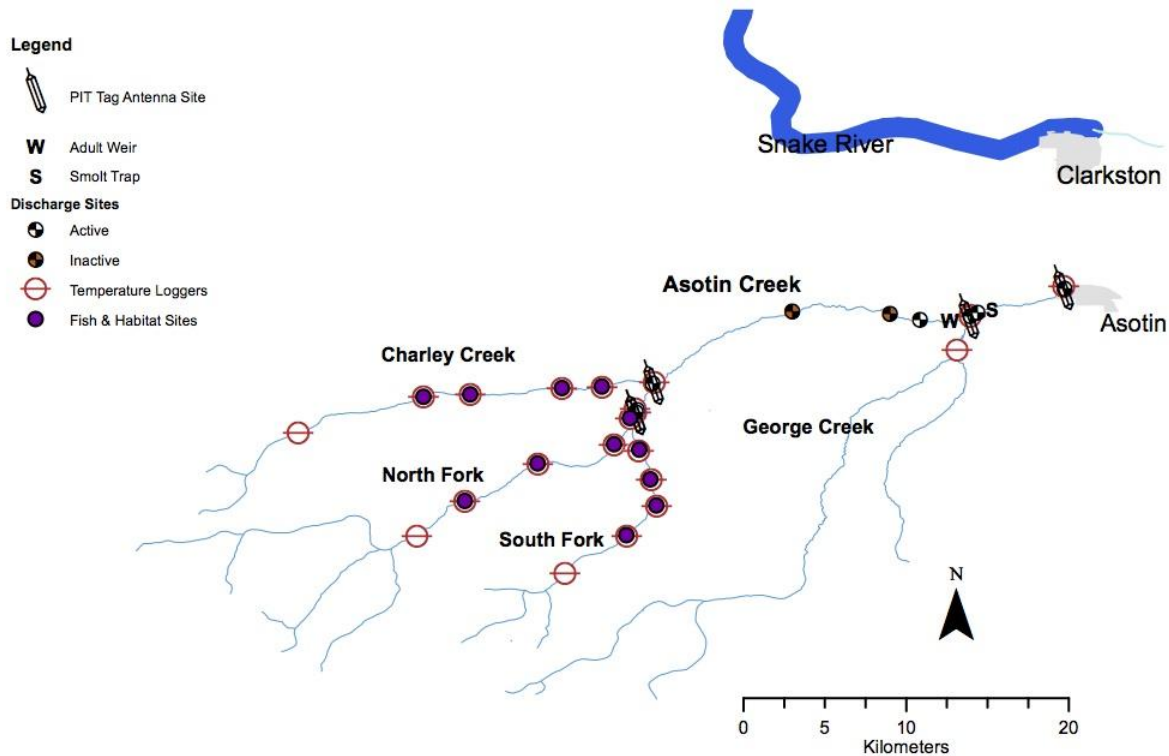 Legend
PIT Tag Antenna Site
W Adult Weir
S Smolt Trap
Discharge Sites
Active
Inactive
Temperature Loggers
Fish & Habitat Sites
Snake River
Clarkston
Asotin Creek
W S
Asotin
Charley Creek
George Creek
North Fork
South Fork
N
0 5 10 20
Kilometers